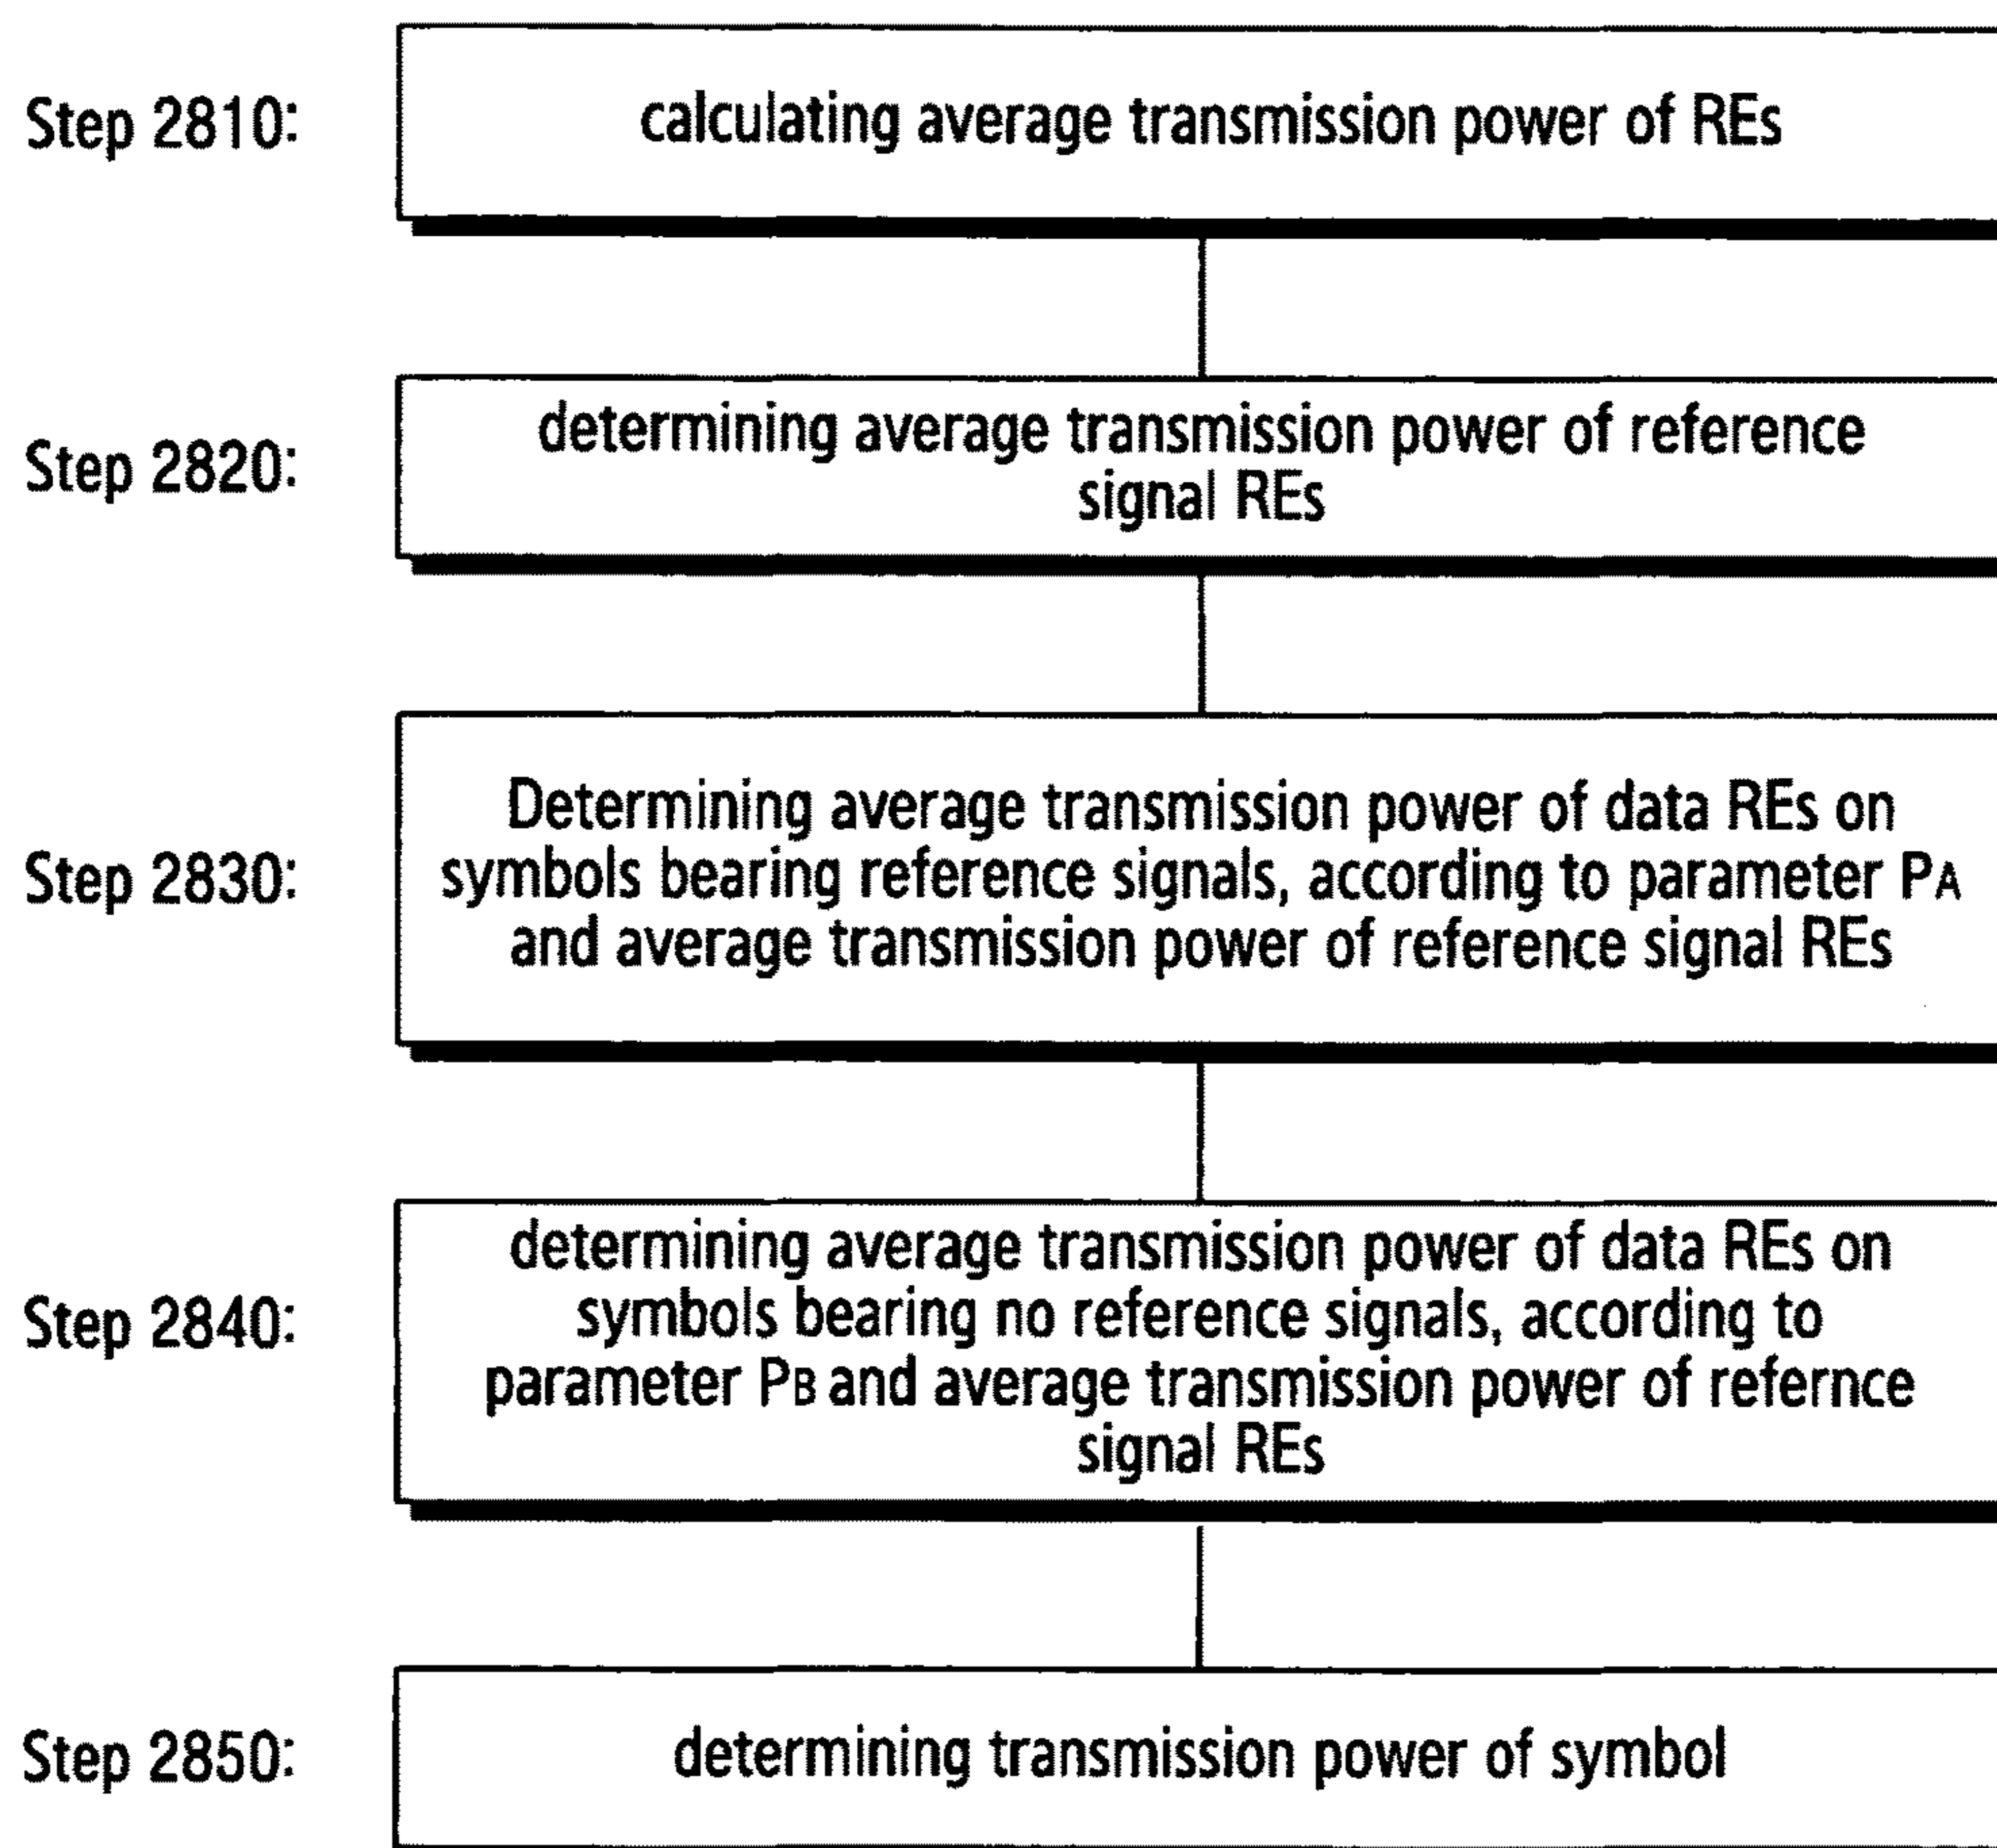 Step 2810:
calculating average transmission power of REs
Step 2820:
determining average transmission power of reference
signal REs
Step 2830:
Determining average transmission power of data REs on
symbols bearing reference signals, according to parameter PA
and average transmission power of reference signal REs
Step 2840:
determining average transmission power of data REs on
symbols bearing no reference signals, according to
parameter PB and average transmission power of refernce
signal REs
Step 2850:
determining transmission power of symbol